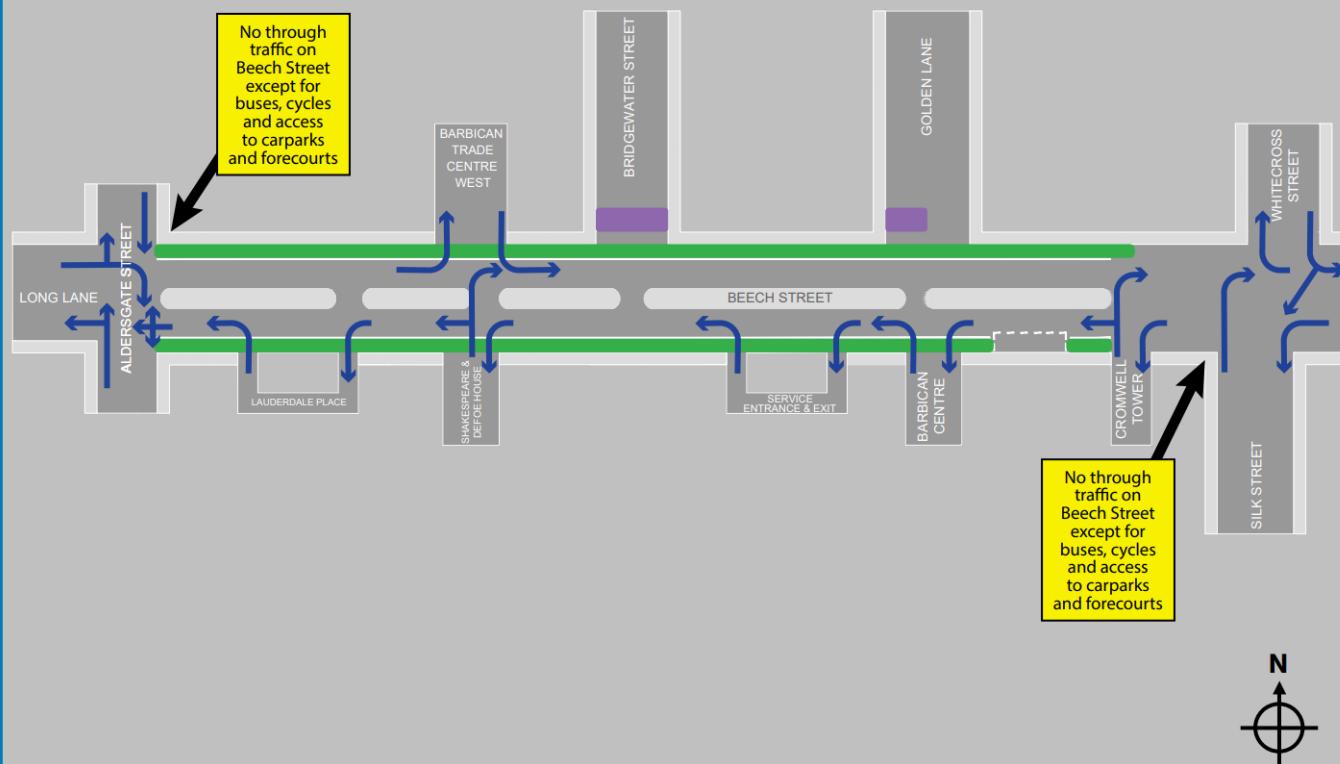 No through
traffic on
Beech Street
except for
buses, cycles
and access
to carparks
and forecourts
BARBICAN
TRADE
CENTRE
WEST
BRIDGEWATER STREET
GOLDEN LANE
WHITECROSS
STREET
ALDERSGATE STREET
LONG LANE
BEECH STREET
LAUDERDALE PLACE
SHAKESPEARE &
DEFOE HOUSE
SERVICE
ENTRANCE & EXIT
BARBICAN
CENTRE
CROMWELL
TOWER
SILK STREET
No through
traffic on
Beech Street
except for
buses, cycles
and access
to carparks
and forecourts
N